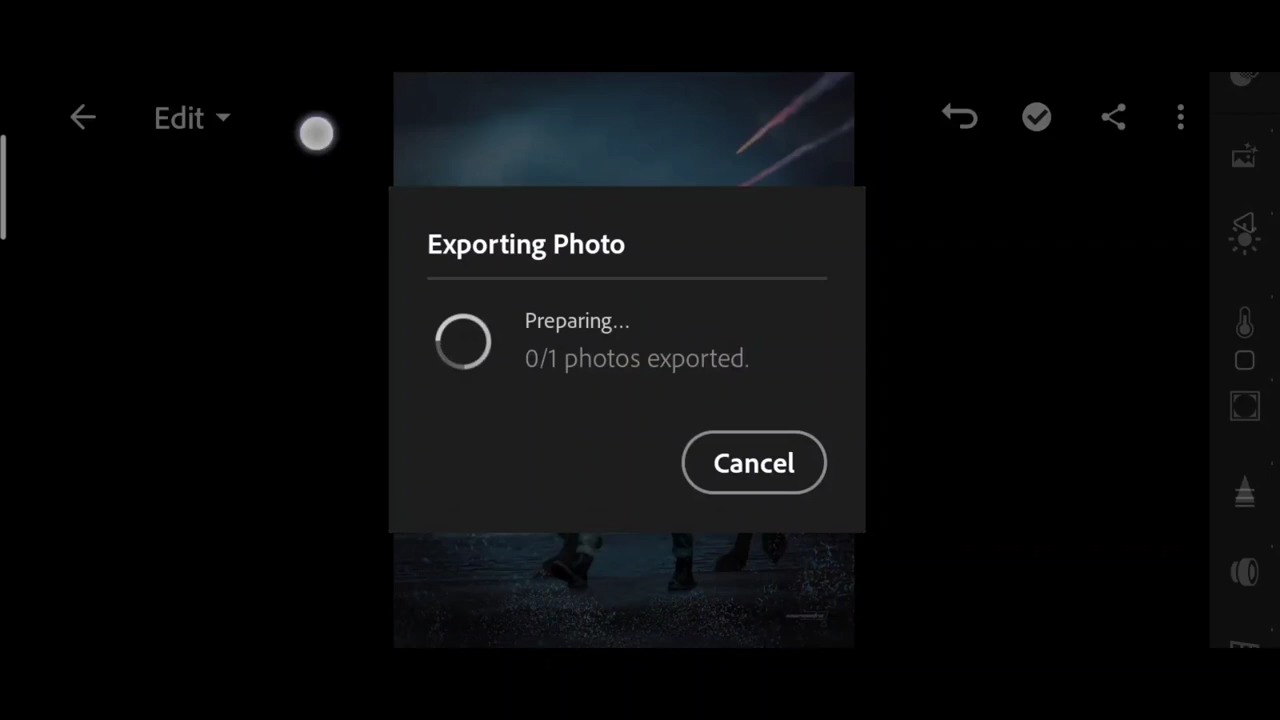 Edit
Exporting Photo
Preparing...
0/1 photos exported.
Cancel